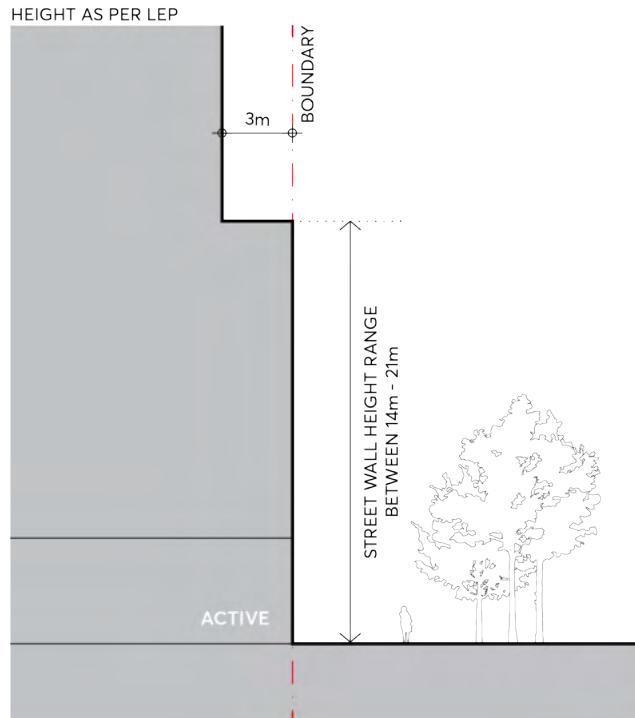 HEIGHT AS PER LEP
BOUNDARY
3m
STREET WALL HEIGHT RANGE
BETWEEN 14m - 21m
ACTIVE